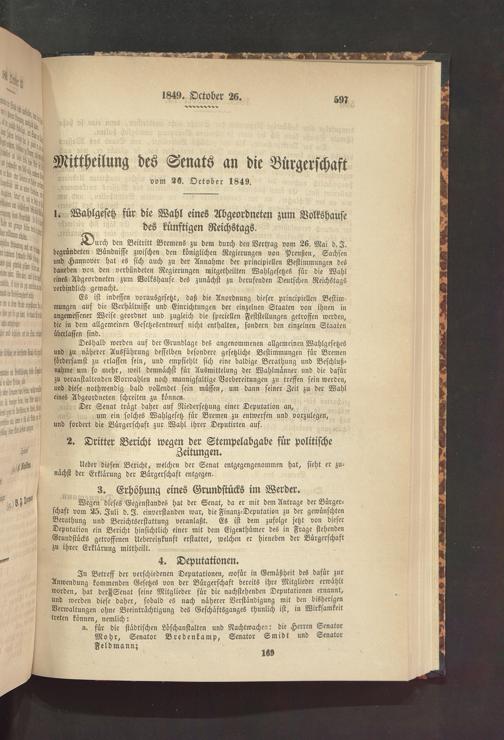 1849. October 26.
597
Mittheilung des Senats an die Bürgerschaft
vom 26. October 1849.
1. Wahlgesetz für die Wahl eines Abgeordneten zum Volkshause
des künftigen Reichstags.
Durch den Beitritt Bremens zu dem durch den Vertrag vom 26. Mai d. J.
begründeten Bündnisse zwischen den Königlichen Regierungen von Preußen, Sachsen
und Hannover hat es sich auch zu der Annahme der principiellen Bestimmungen des
daneben von den verbündeten Regierungen mitgetheilten Wahlgesetzes für die Wahl
eines Abgeordneten zum Volkshause des zunächst zu berufenden Deutschen Reichstags
verbindlich gemacht.
Es ist indessen vorausgesetzt, daß die Anordnung dieser principiellen Bestim-
mungen auf die Verhältnisse und Einrichtungen der einzelnen Staaten von ihnen in
angemessener Weise geordnet und zugleich die speciellen Feststellungen getroffen werden,
die in dem allgemeinen Gesetzesentwurf nicht enthalten, sondern den einzelnen Staaten
überlassen sind.
Deshalb werden auf der Grundlage des angenommenen allgemeinen Wahlgesetzes
und zu näherer Ausführung desselben besondere gesetzliche Bestimmungen für Bremen
fördersamst zu erlassen sein, und empfiehlt sich eine baldige Berathung und Beschluß-
nahme um so mehr, weil demnächst für Ausmittelung der Wahlmänner und die dafür
zu veranstaltenden Vorwahlen noch mannigfaltige Vorbereitungen zu treffen sein werden,
und diese nothwendig bald vollendet sein müssen, um dann seiner Zeit zu der Wahl
eines Abgeordneten schreiten zu können.
Der Senat trägt daher auf Niedersetzung einer Deputation an,
um ein solches Wahlgesetz für Bremen zu entwerfen und vorzulegen,
und fordert die Bürgerschaft zur Wahl ihrer Deputirten auf.
2. Dritter Bericht wegen der Stempelabgabe für politische
Zeitungen.
Ueber diesen Bericht, welchen der Senat entgegengenommen hat, sieht er zu-
nächst der Erklärung der Bürgerschaft entgegen.
3. Erhöhung eines Grundstücks im Werder.
Wegen dieses Gegenstandes hat der Senat, da er mit dem Antrage der Bürger-
schaft vom 25. Juli d. J. einverstanden war, die Finanz-Deputation zu der gewünschten
Berathung und Berichterstattung veranlaßt. Es ist dem zufolge jetzt von dieser
Deputation ein Bericht hinsichtlich einer mit dem Eigenthümer des in Frage stehenden
Grundstücks getroffenen Uebereinkunft erstattet, welchen er hieneben der Bürgerschaft
zu ihrer Erklärung mittheilt.
4. Deputationen.
In Betreff der verschiedenen Deputationen, wofür in Gemäßheit des dafür zur
Anwendung kommenden Gesetzes von der Bürgerschaft bereits ihre Mitglieder erwählt
worden, hat der Senat seine Mitglieder für die nachstehenden Deputationen ernannt,
und werden diese daher, sobald es nach näherer Verständigung mit den bisherigen
Verwaltungen ohne Beeinträchtigung des Geschäftsganges thunlich ist, in Wirksamkeit
treten können, nemlich:
a. für die städtischen Löschanstalten und Nachtwache: die Herren Senator
Mohr, Senator Bredenkamp, Senator Smidt und Senator
Feldmann;
169